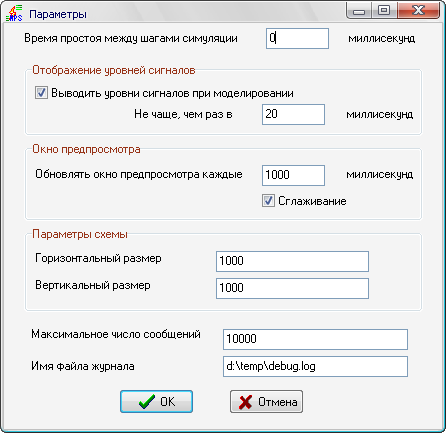 Параметры
Время простоя между шагами симуляции 0 миллисекунд
Отображение уровней сигналов
Выводить уровни сигналов при моделировании
Не чаще, чем раз в 20 миллисекунд
Окно предпросмотра
Обновлять окно предпросмотра каждые 1000 миллисекунд
Сглаживание
Параметры схемы
Горизонтальный размер 1000
Вертикальный размер 1000
Максимальное число сообщений 10000
Имя файла журнала d:\temp\debug.log
OK Отмена